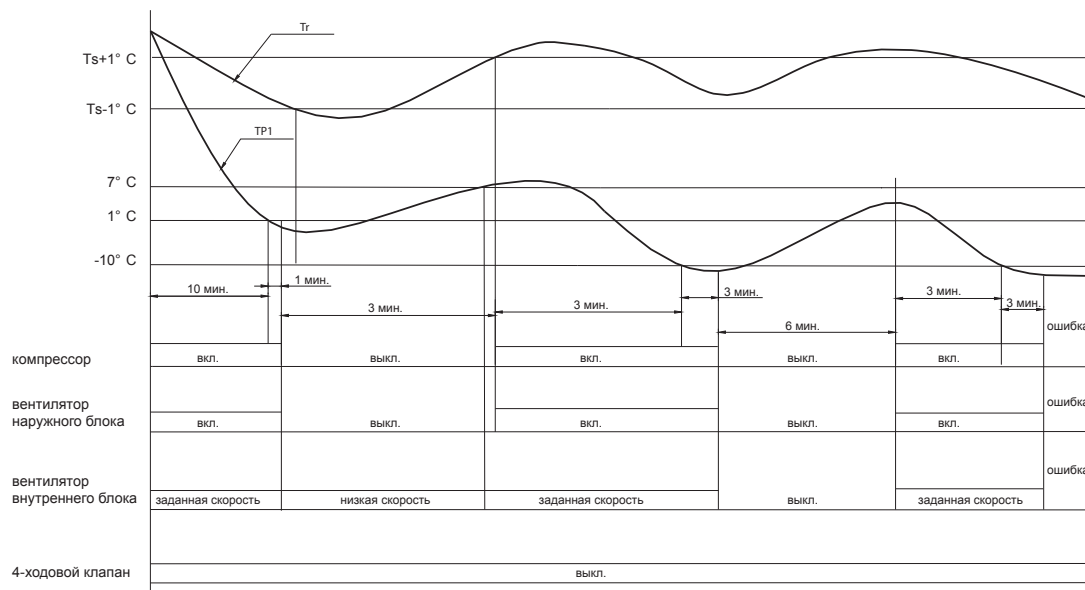 Tr
Ts+1° C
Ts-1° C
TP1
7° C
1° C
-10° C
1 мин.
10 мин.
3 мин.
3 мин.
3 мин.
3 мин.
3 мин.
6 мин.
ошибка
компрессор
вкл.
выкл.
вкл.
выкл.
вкл.
вентилятор
наружного блока
вкл.
выкл.
вкл.
выкл.
вкл.
ошибка
вентилятор
внутреннего блока
заданная скорость
низкая скорость
заданная скорость
выкл.
заданная скорость
ошибка
4-ходовой клапан
выкл.